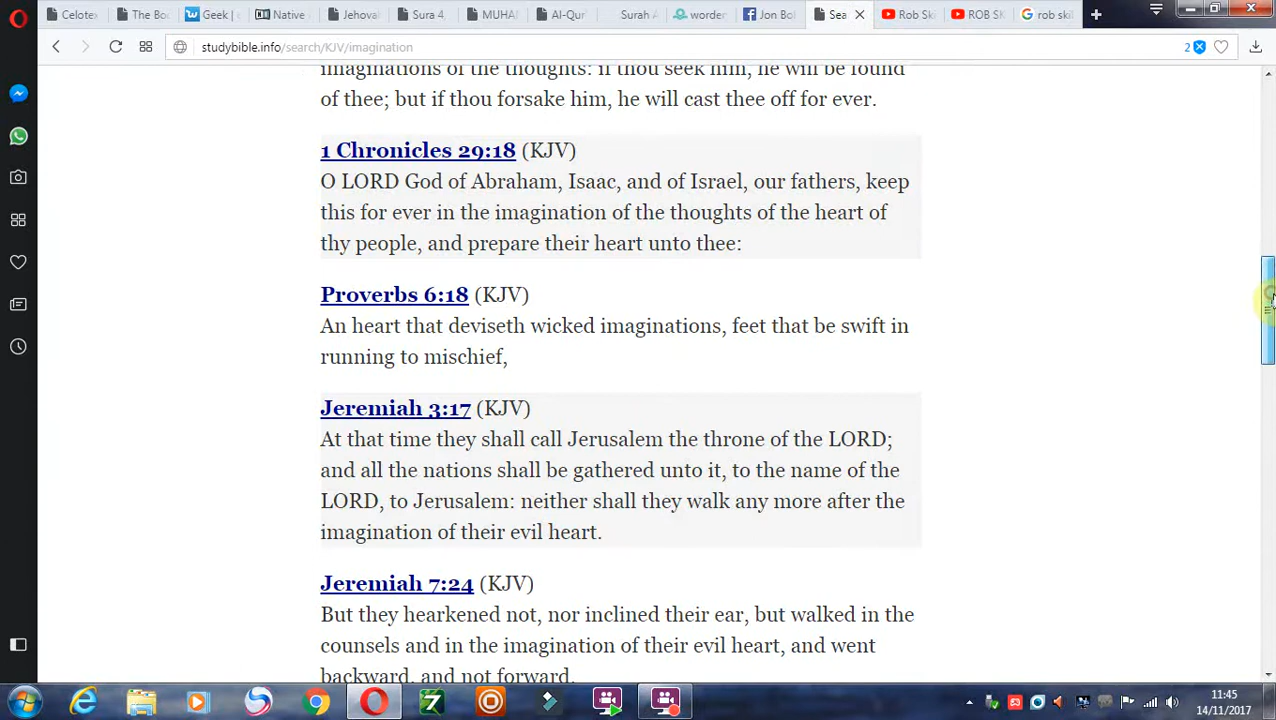 Celotex
The Boo
Geek |
Native
Jehova
Sura 4
MUHA
Al-Qur'
Surah A
worder
Jon Bo
Sea
Rob Sk
ROB SK
rob skil
studybible.info/search/KJV/imagination
2
imaginations of the thoughts: if thou seek him, he will be found
of thee; but if thou forsake him, he will cast thee off for ever.
1 Chronicles 29:18 (KJV)
O LORD God of Abraham, Isaac, and of Israel, our fathers, keep
this for ever in the imagination of the thoughts of the heart of
thy people, and prepare their heart unto thee:
Proverbs 6:18 (KJV)
An heart that deviseth wicked imaginations, feet that be swift in
running to mischief,
Jeremiah 3:17 (KJV)
At that time they shall call Jerusalem the throne of the LORD;
and all the nations shall be gathered unto it, to the name of the
LORD, to Jerusalem: neither shall they walk any more after the
imagination of their evil heart.
Jeremiah 7:24 (KJV)
But they hearkened not, nor inclined their ear, but walked in the
counsels and in the imagination of their evil heart, and went
backward, and not forward.
11:45
14/11/2017